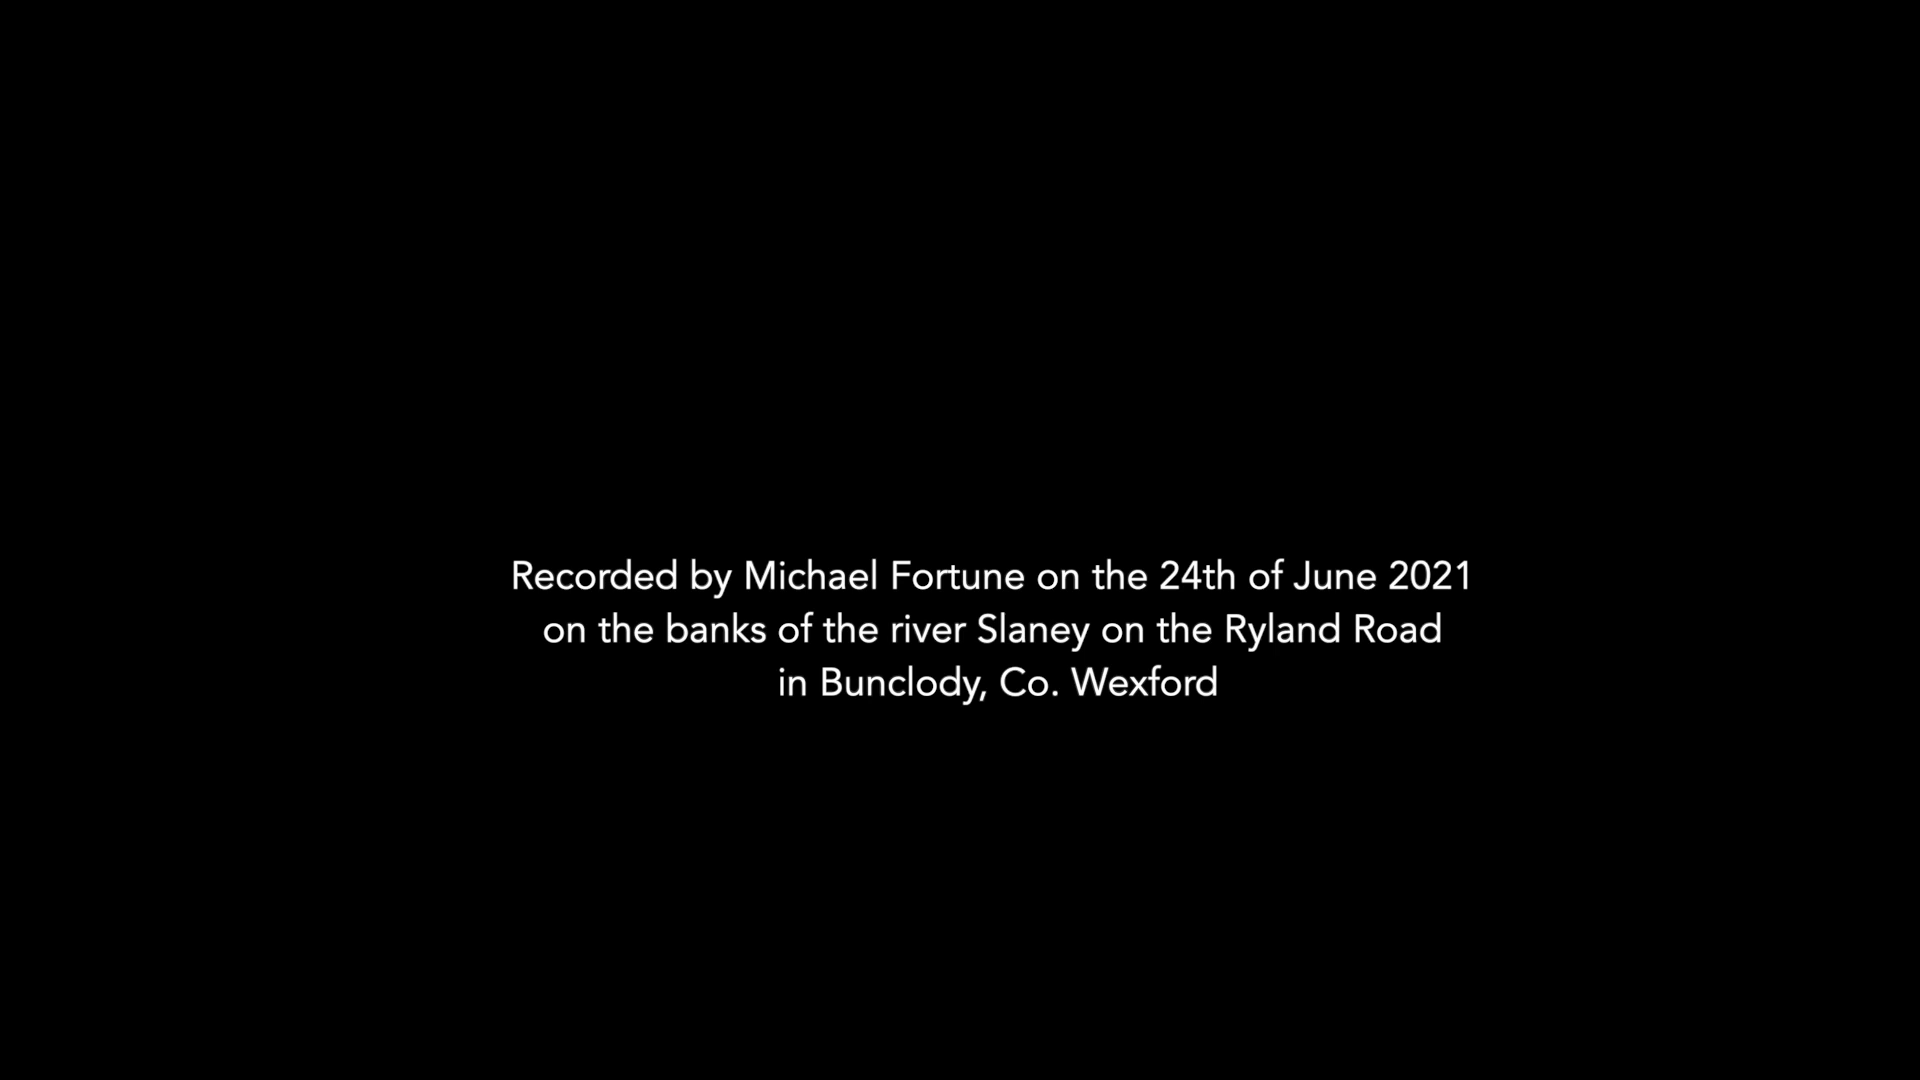 Recorded by Michael Fortune on the 24th of June 2021
on the banks of the river Slaney on the Ryland Road
in Bunclody, Co. Wexford